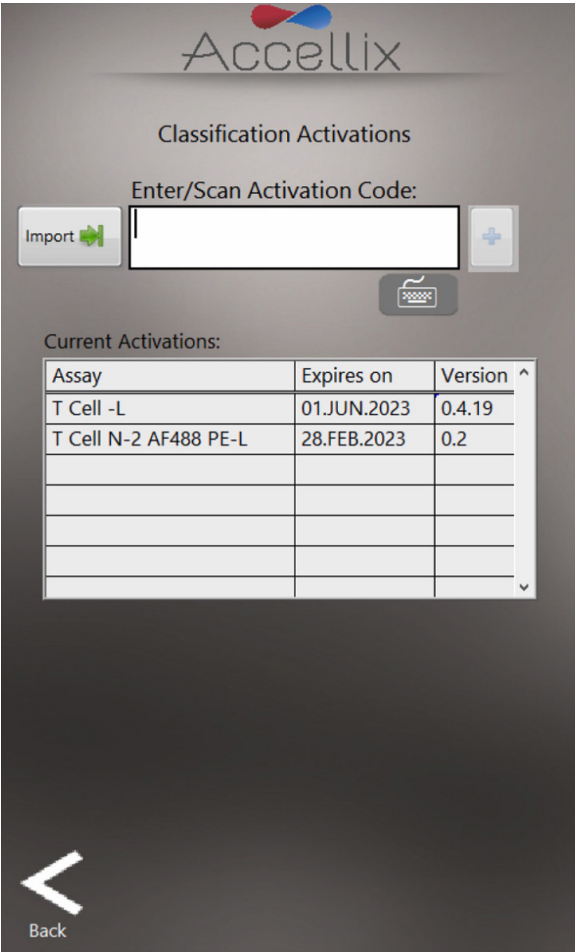 Accellix
Classification Activations
Enter/Scan Activation Code:
Import
Current Activations:
Assay Expires on Version
T Cell -L 01.JUN.2023 0.4.19
T Cell N-2 AF488 PE-L 28.FEB.2023 0.2
Back